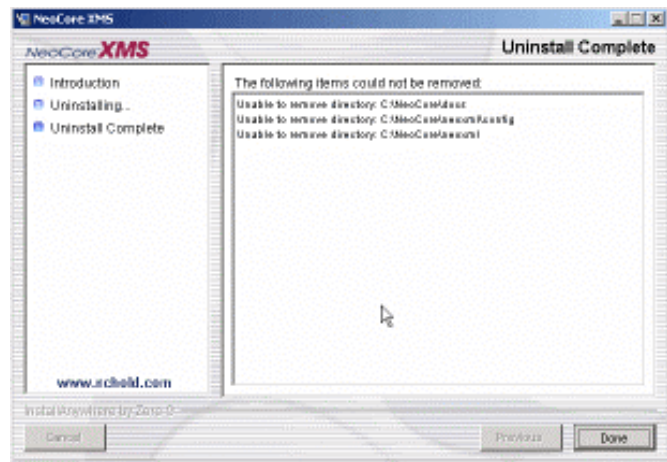 NeoCore XMS
NeoCore XMS
Uninstall Complete
Introduction
Uninstalling...
Uninstall Complete
The following items could not be removed:
Unable to remove directory: C:\NeoCore\docs
Unable to remove directory: C:\NeoCore\neoxml\config
Unable to remove directory: C:\NeoCore\neoxml
www.nchold.com
InstallAnywhere by Zero G
Cancel
Previous
Done